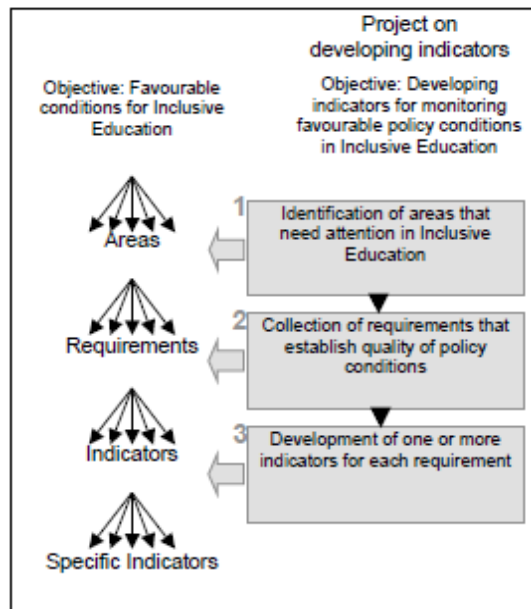 Project on
developing indicators
Objective: Favourable
conditions for Inclusive
Education
Objective: Developing
indicators for monitoring
favourable policy conditions
in Inclusive Education
Areas
1
Identification of areas that
need attention in Inclusive
Education
Requirements
2
Collection of requirements that
establish quality of policy
conditions
Indicators
3
Development of one or more
indicators for each requirement
Specific Indicators